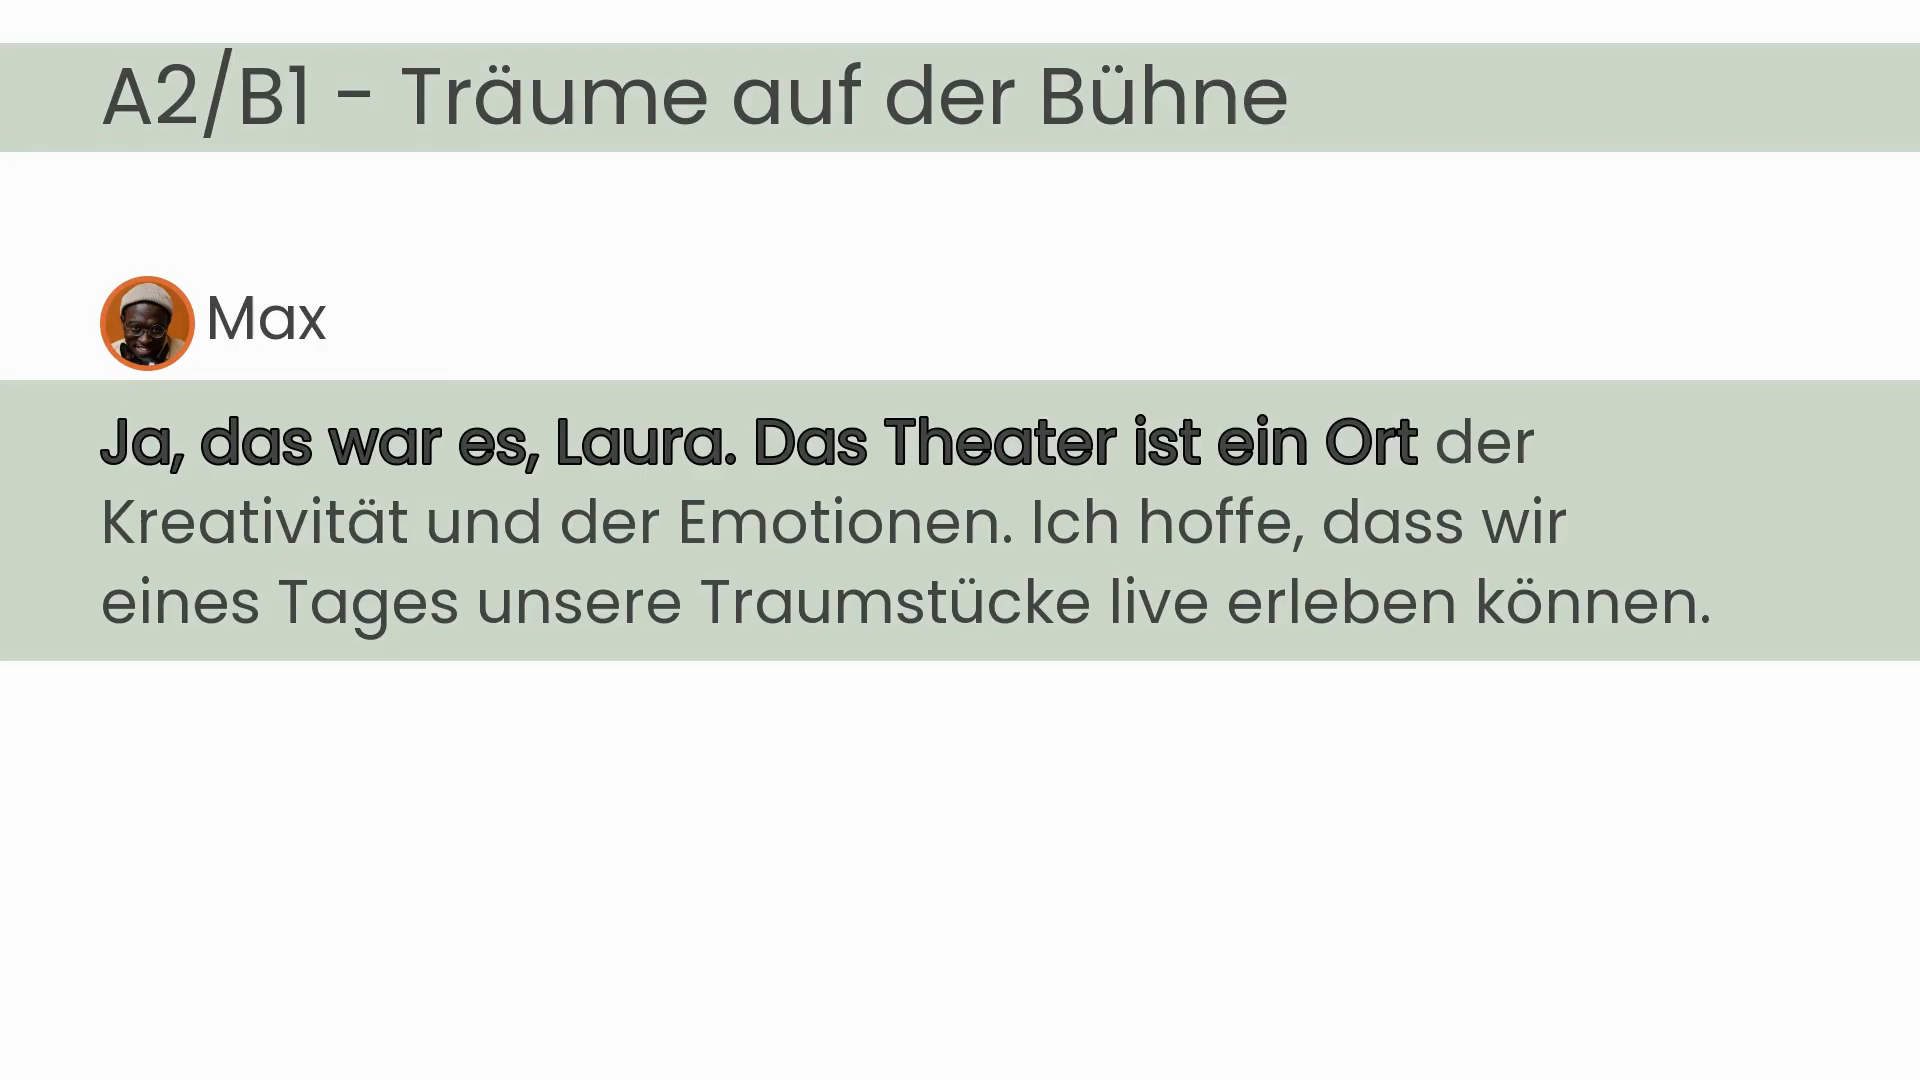 A2/B1 - Träume auf der Bühne
Max
Ja, das war es, Laura. Das Theater ist ein Ort der
Kreativität und der Emotionen. Ich hoffe, dass wir
eines Tages unsere Traumstücke live erleben können.